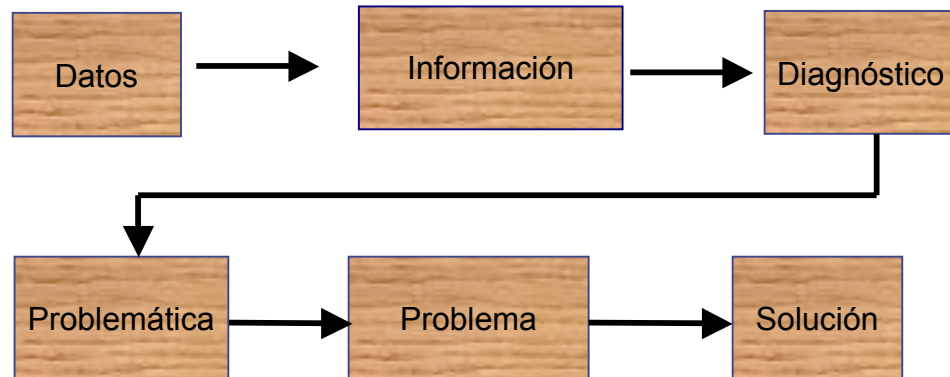 Datos
Información
Diagnóstico
Problemática
Problema
Solución